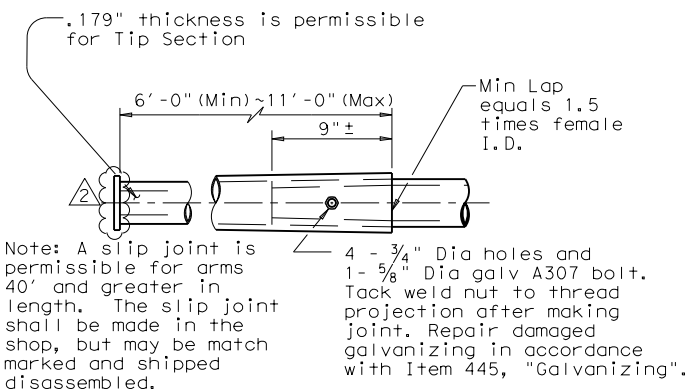 .179" thickness is permissible
for Tip Section
6'-0"(Min)~11'-0"(Max)
9"±
Min Lap
equals 1.5
times female
I.D.
2
Note: A slip joint is
permissible for arms
40' and greater in
length.  The slip joint
shall be made in the
shop, but may be match
marked and shipped
disassembled.
4 - 3/4" Dia holes and
1- 5/8" Dia galv A307 bolt.
Tack weld nut to thread
projection after making
joint. Repair damaged
galvanizing in accordance
with Item 445, "Galvanizing".